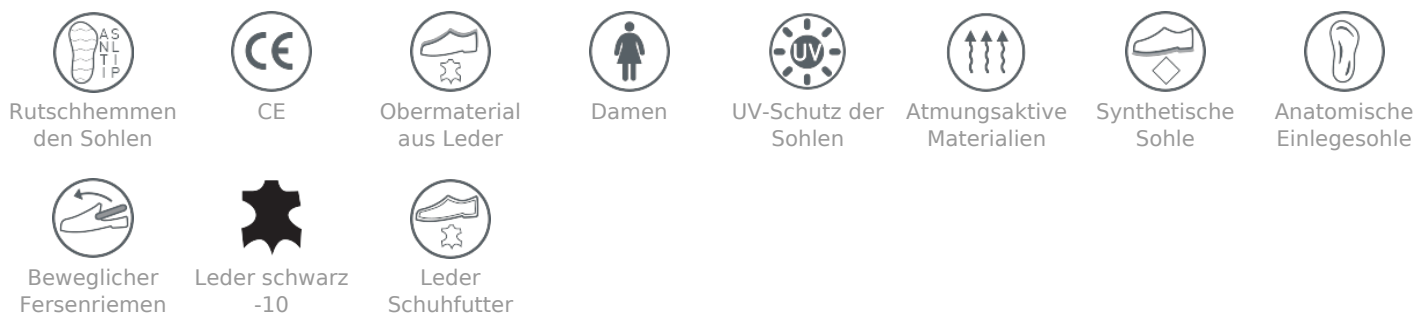 AS
NL
TI
IP
CE
UV
Rutschhemmen
den Sohlen
CE
Obermaterial
aus Leder
Damen
UV-Schutz der
Sohlen
Atmungsaktive
Materialien
Synthetische
Sohle
Anatomische
Einlegesohle
Beweglicher
Fersenriemen
Leder schwarz
-10
Leder
Schuhfutter